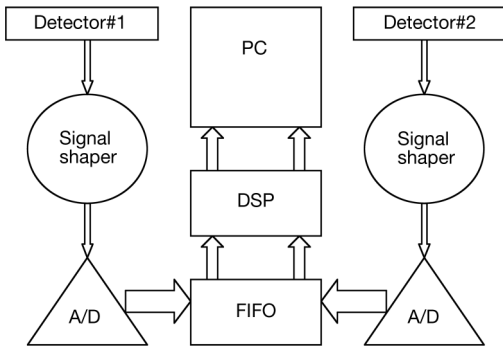 Detector#1
PC
Detector#2
Signal
shaper
Signal
shaper
DSP
A/D
FIFO
A/D